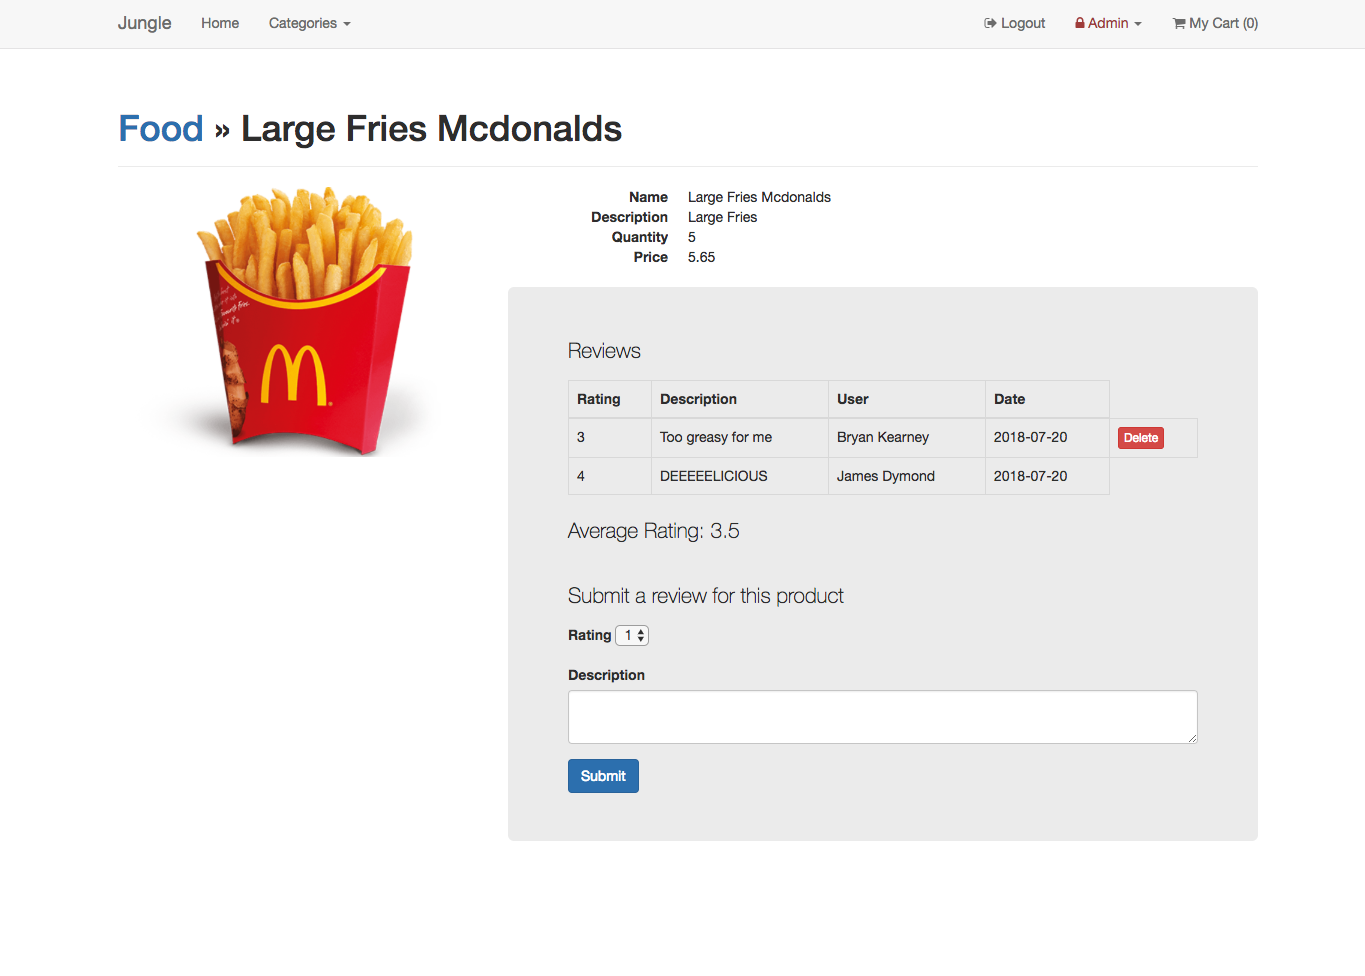 Jungle Home Categories Logout Admin My Cart (0)
Food » Large Fries Mcdonalds
Name Large Fries Mcdonalds
Description Large Fries
Quantity 5
Price 5.65
Reviews
Rating Description User Date
3 Too greasy for me Bryan Kearney 2018-07-20 Delete
4 DEEEEELICIOUS James Dymond 2018-07-20
Average Rating: 3.5
Submit a review for this product
Rating 1
Description
Submit